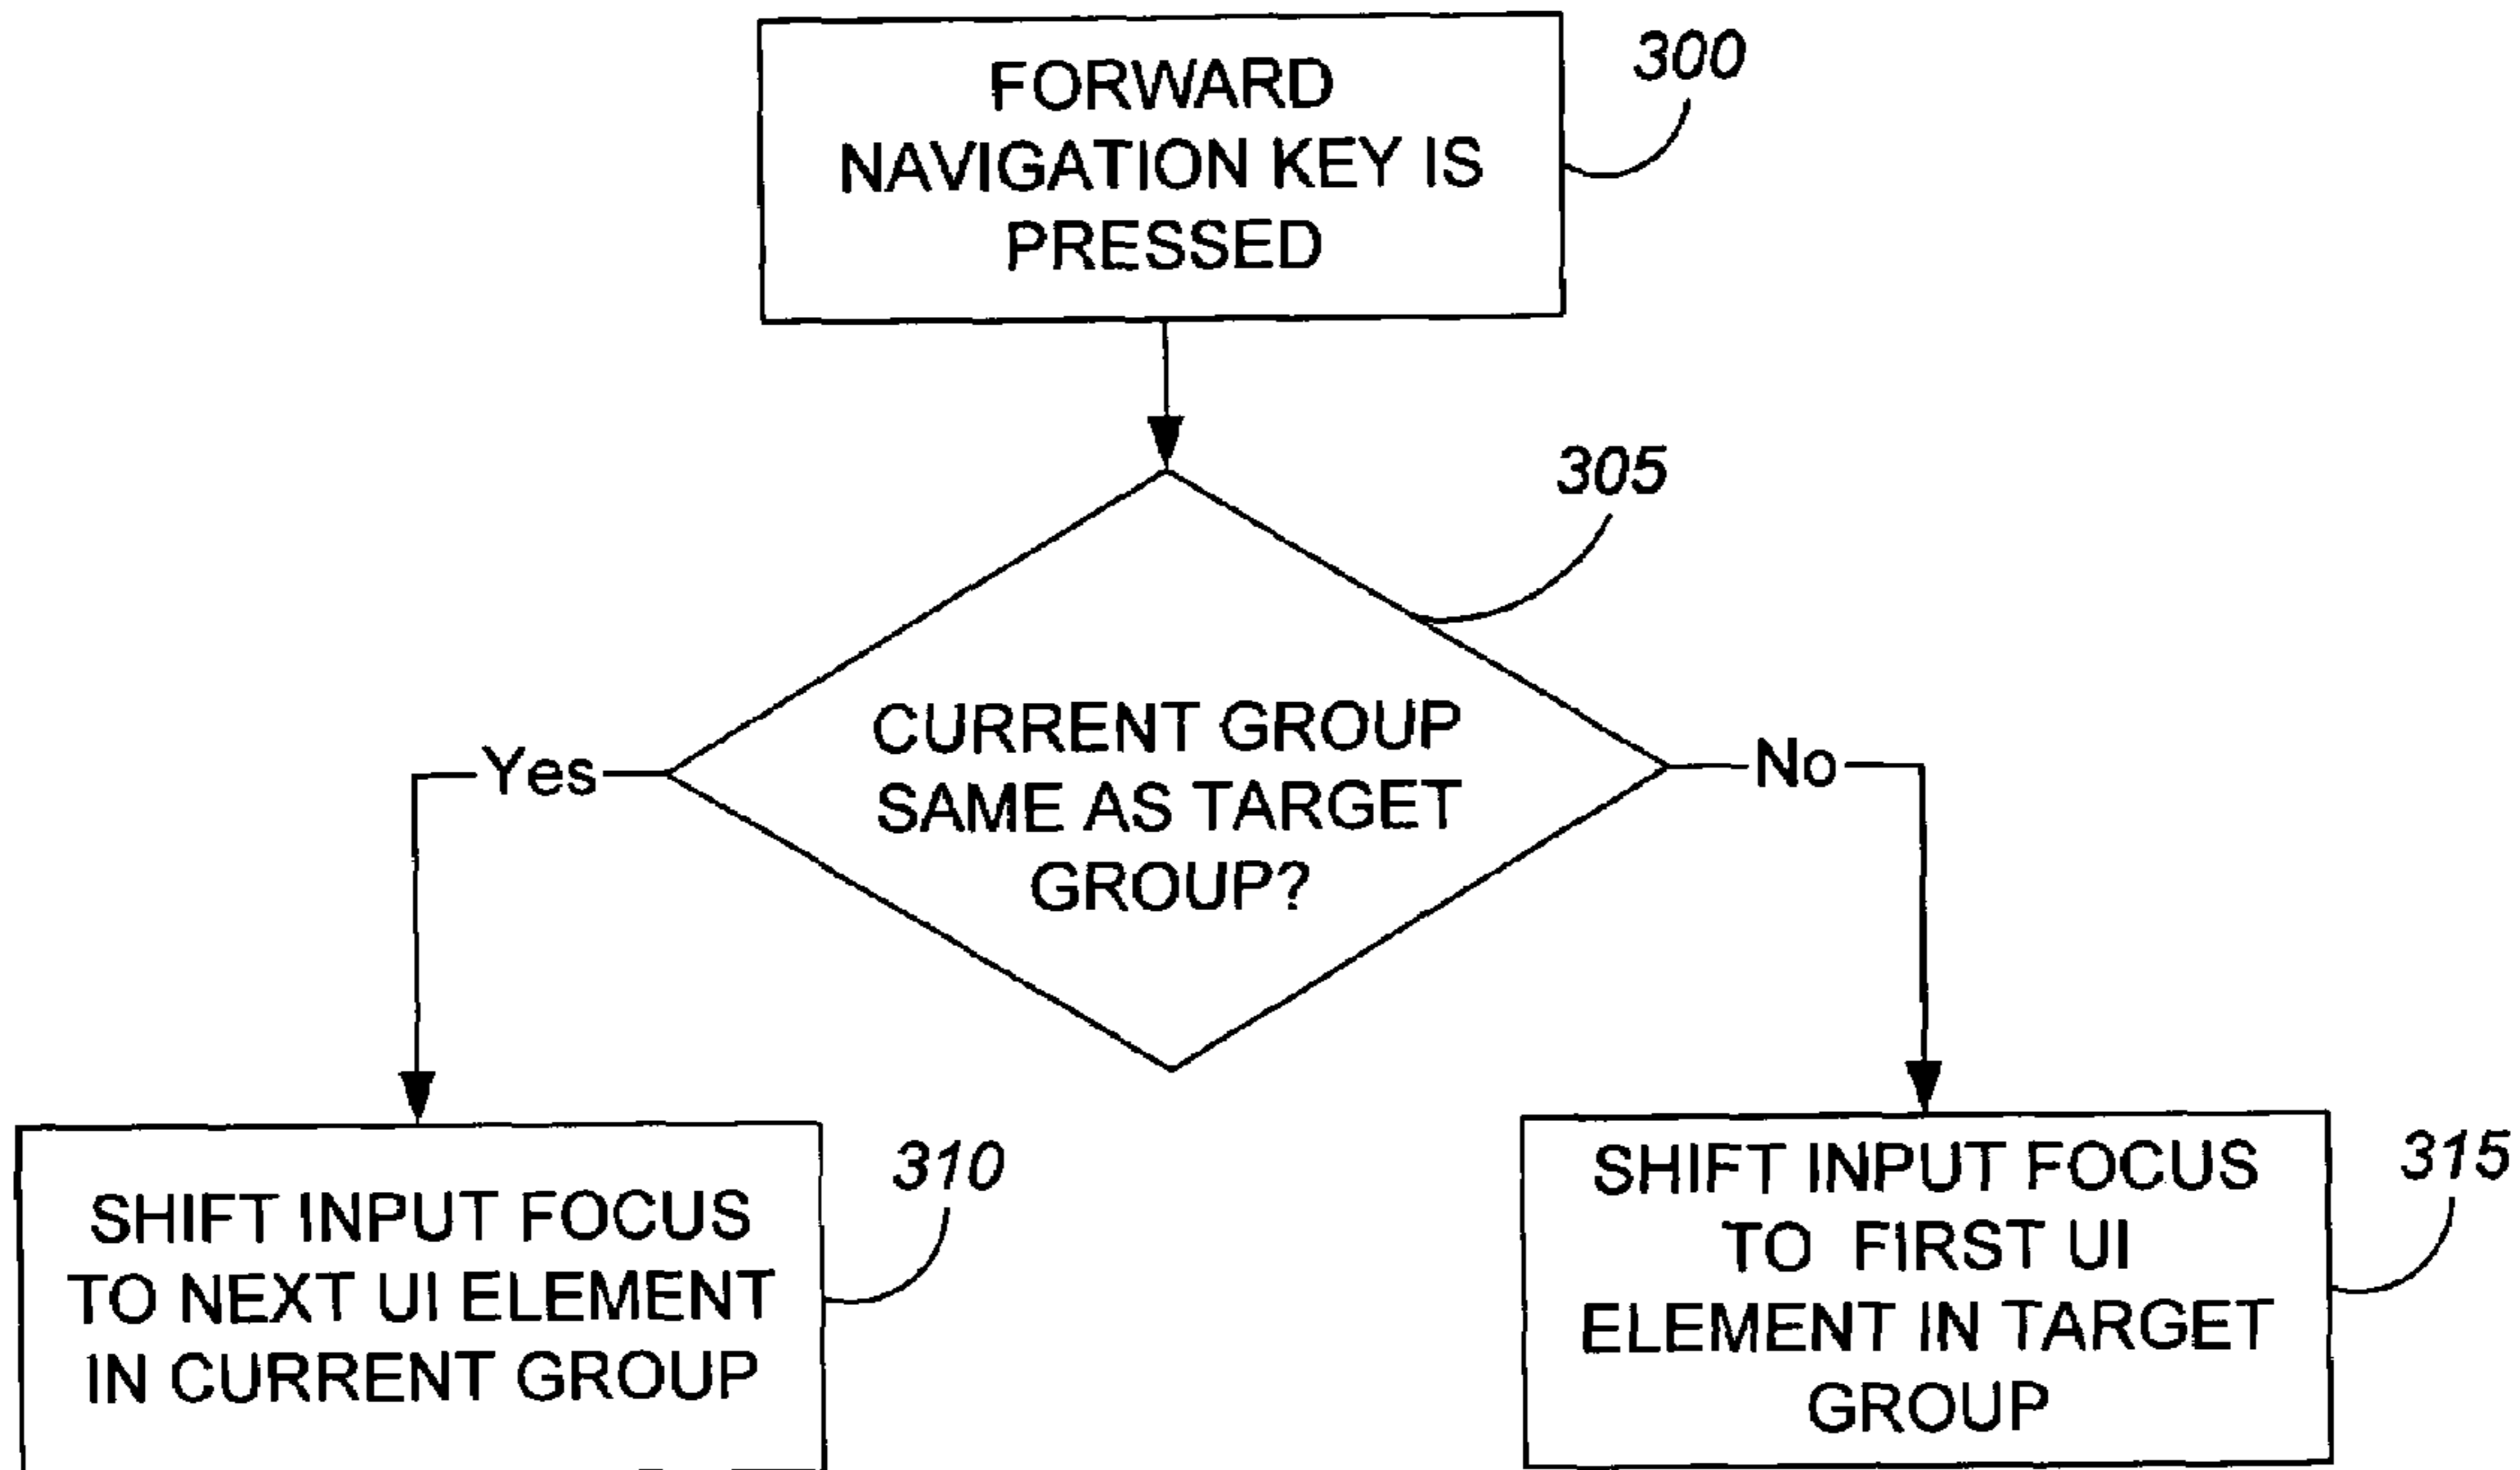 FORWARD
NAVIGATION KEY IS
PRESSED
300
305
CURRENT GROUP
SAME AS TARGET
GROUP?
Yes
No
SHIFT INPUT FOCUS
TO NEXT UI ELEMENT
IN CURRENT GROUP
310
SHIFT INPUT FOCUS
TO FIRST UI
ELEMENT IN TARGET
GROUP
315